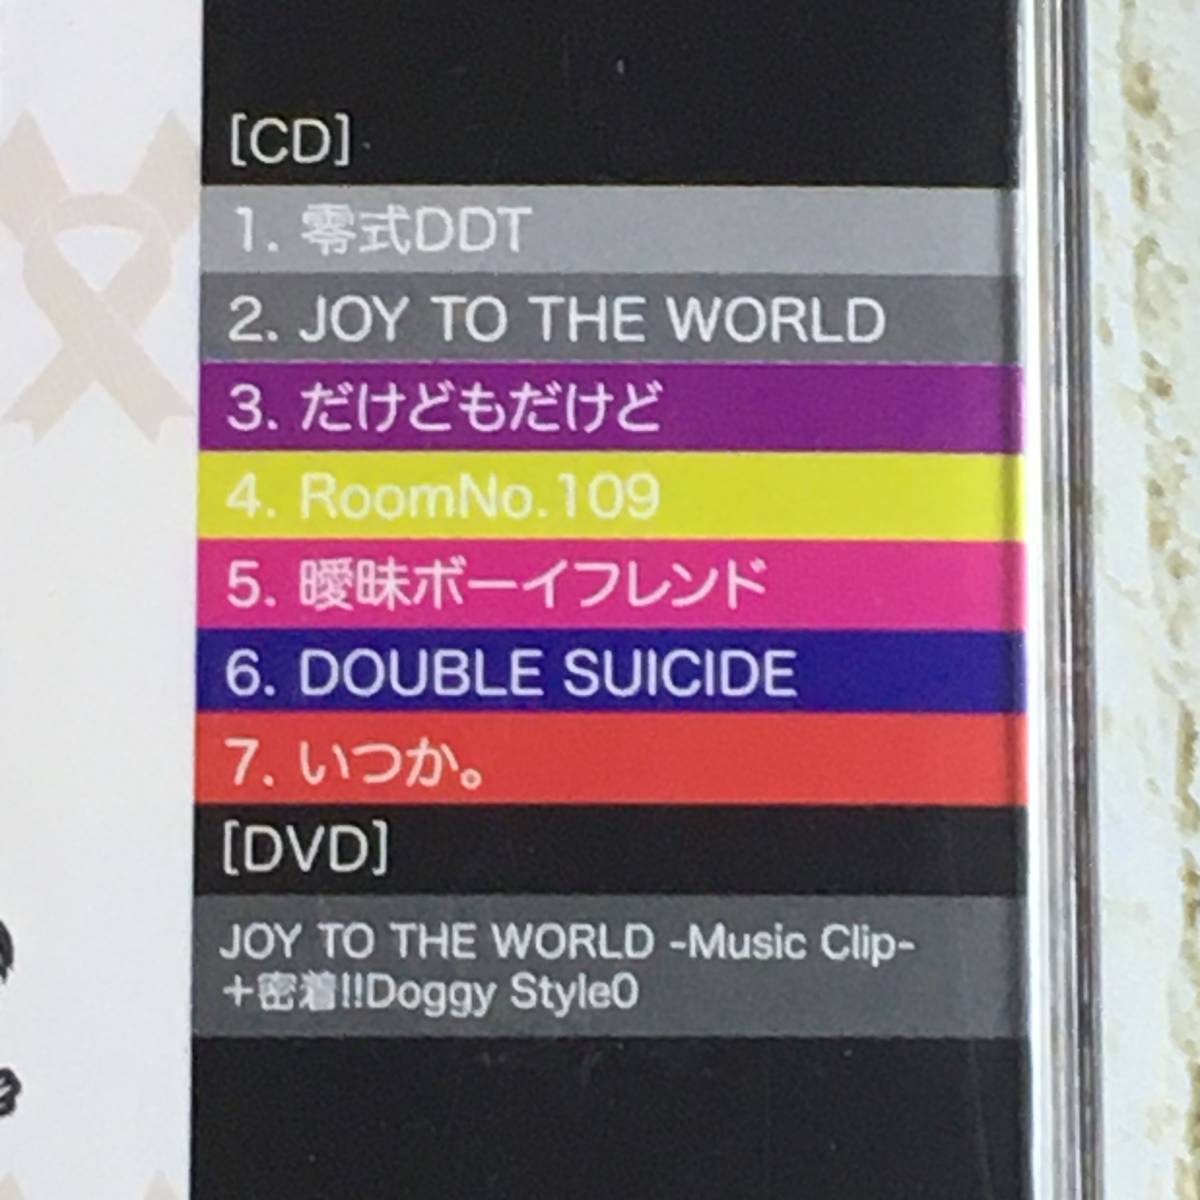 [CD]
1. 零式DDT
2. JOY TO THE WORLD
3. だけどもだけど
4. RoomNo.109
5. 曖昧ボーイフレンド
6. DOUBLE SUICIDE
7. いつか。
[DVD]
JOY TO THE WORLD -Music Clip-
+密着!!Doggy Style0